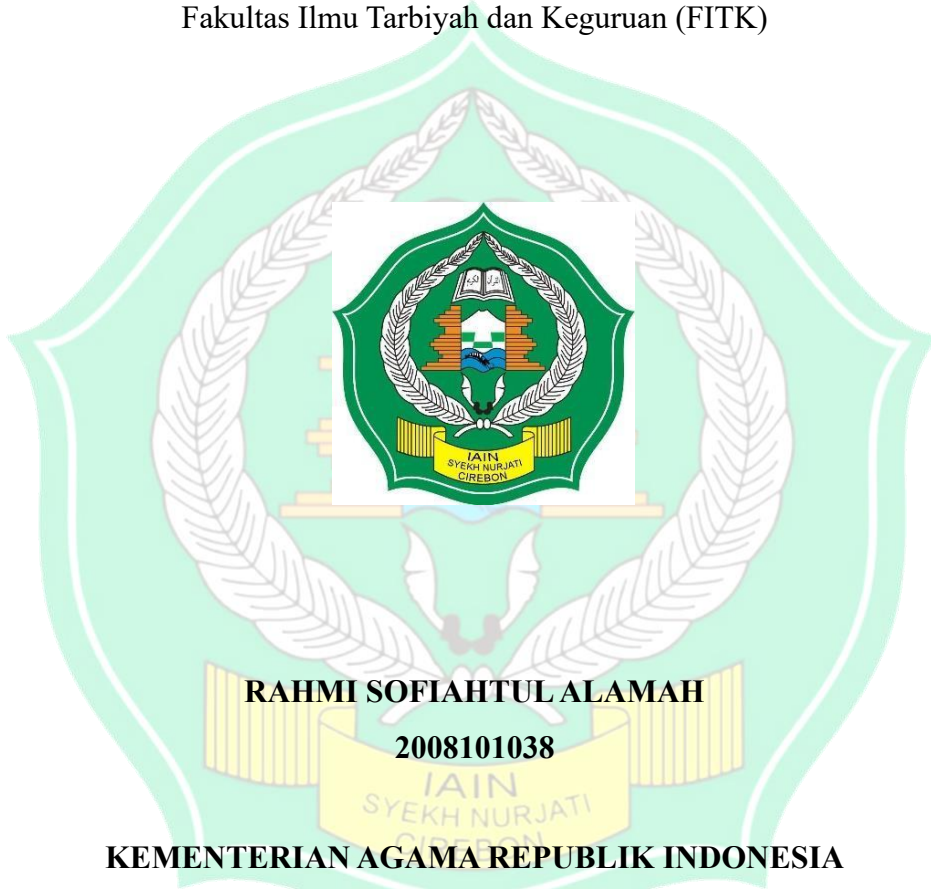 Fakultas Ilmu Tarbiyah dan Keguruan (FITK)
IAIN
SYEKH NURJATI
CIREBON
RAHMI SOFIAHTUL ALAMAH
2008101038
IAIN
SYEKH NURJATI
CIREBON
KEMENTERIAN AGAMA REPUBLIK INDONESIA